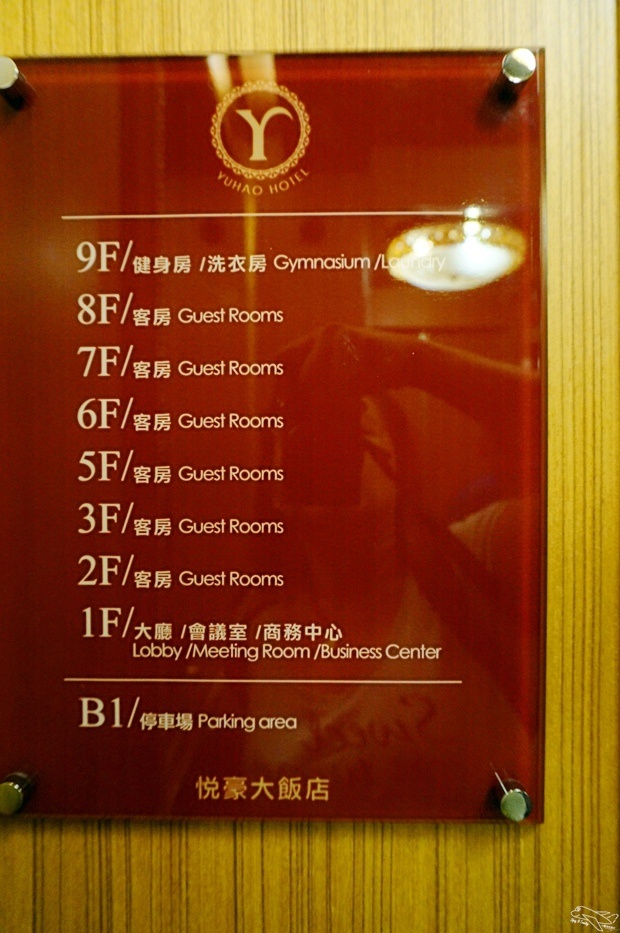 Y
YUHAO HOTEL
9F/健身房 /洗衣房 Gymnasium /Laundry
8F/客房 Guest Rooms
7F/客房 Guest Rooms
6F/客房 Guest Rooms
5F/客房 Guest Rooms
3F/客房 Guest Rooms
2F/客房 Guest Rooms
1F/大廳 /會議室 /商務中心
Lobby /Meeting Room /Business Center
B1/停車場 Parking area
悦豪大飯店